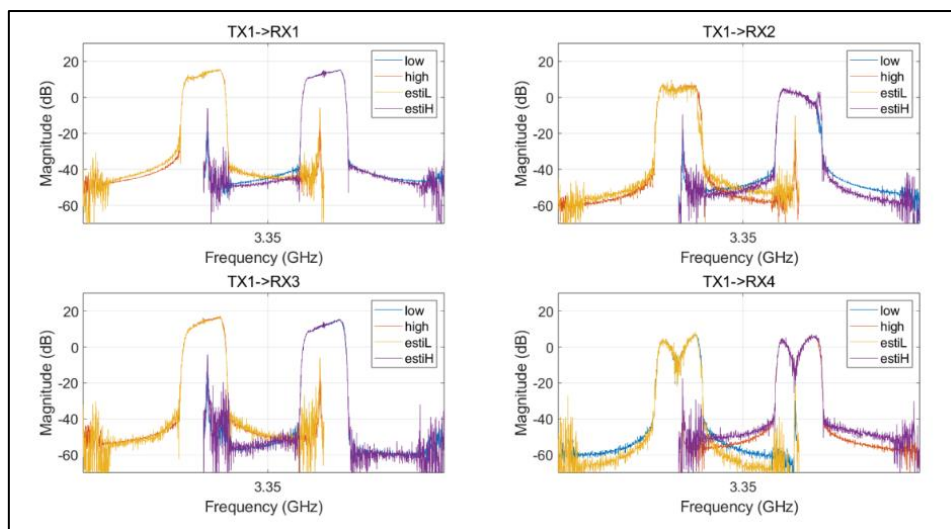 TX1->RX1
Magnitude (dB)
20
0
-20
-40
-60
low
high
estiL
estiH
3.35
Frequency (GHz)
TX1->RX2
Magnitude (dB)
20
0
-20
-40
-60
low
high
estiL
estiH
3.35
Frequency (GHz)
TX1->RX3
Magnitude (dB)
20
0
-20
-40
-60
low
high
estiL
estiH
3.35
Frequency (GHz)
TX1->RX4
Magnitude (dB)
20
0
-20
-40
-60
low
high
estiL
estiH
3.35
Frequency (GHz)